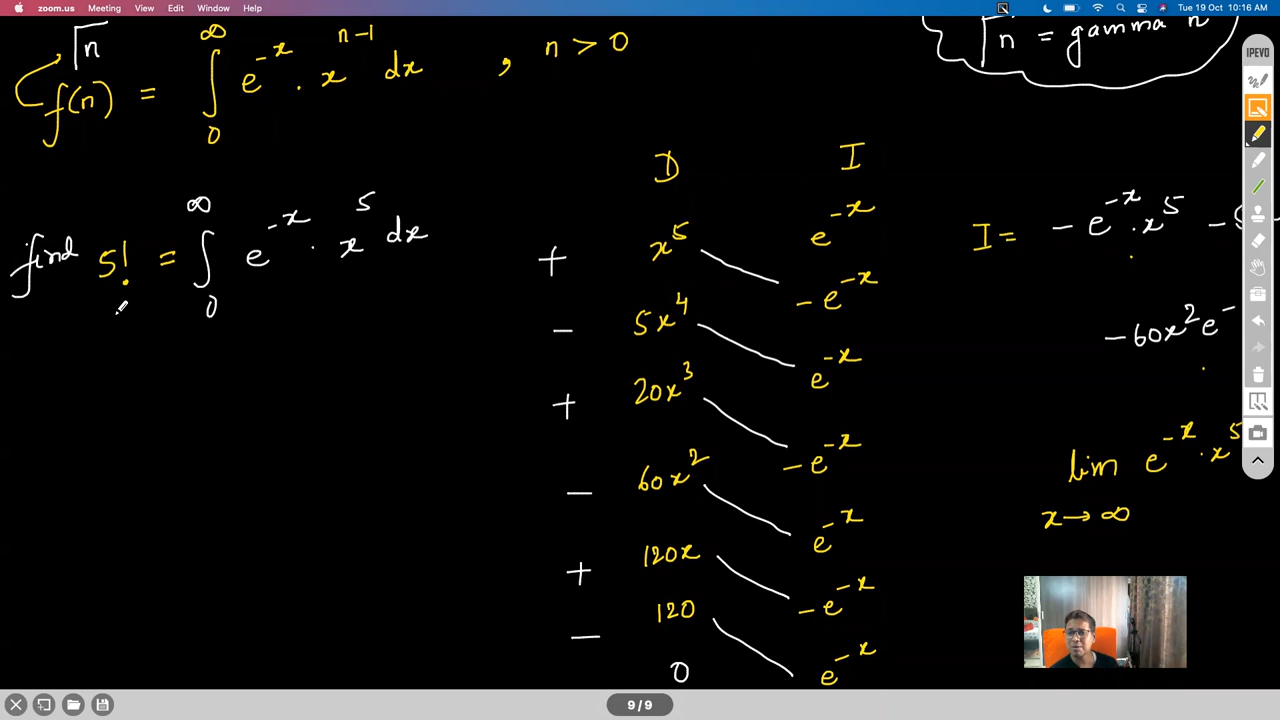 zoom.us Meeting View Edit Window Help Tue 19 Oct 10:16 AM
Γn
f(n) = ∫₀^∞ e^{-x} · x^{n-1} dx , n > 0
Γn = gamma n
IPEVO
find 5! = ∫₀^∞ e^{-x} · x^5 dx
D I
+ x^5 e^{-x}
- 5x^4 -e^{-x}
+ 20x^3 e^{-x}
- 60x^2 -e^{-x}
+ 120x e^{-x}
- 120 -e^{-x}
0 e^{-x}
I = -e^{-x} · x^5 - 5
-60x^2 e^-
lim e^{-x} · x^5
x → ∞
9/9